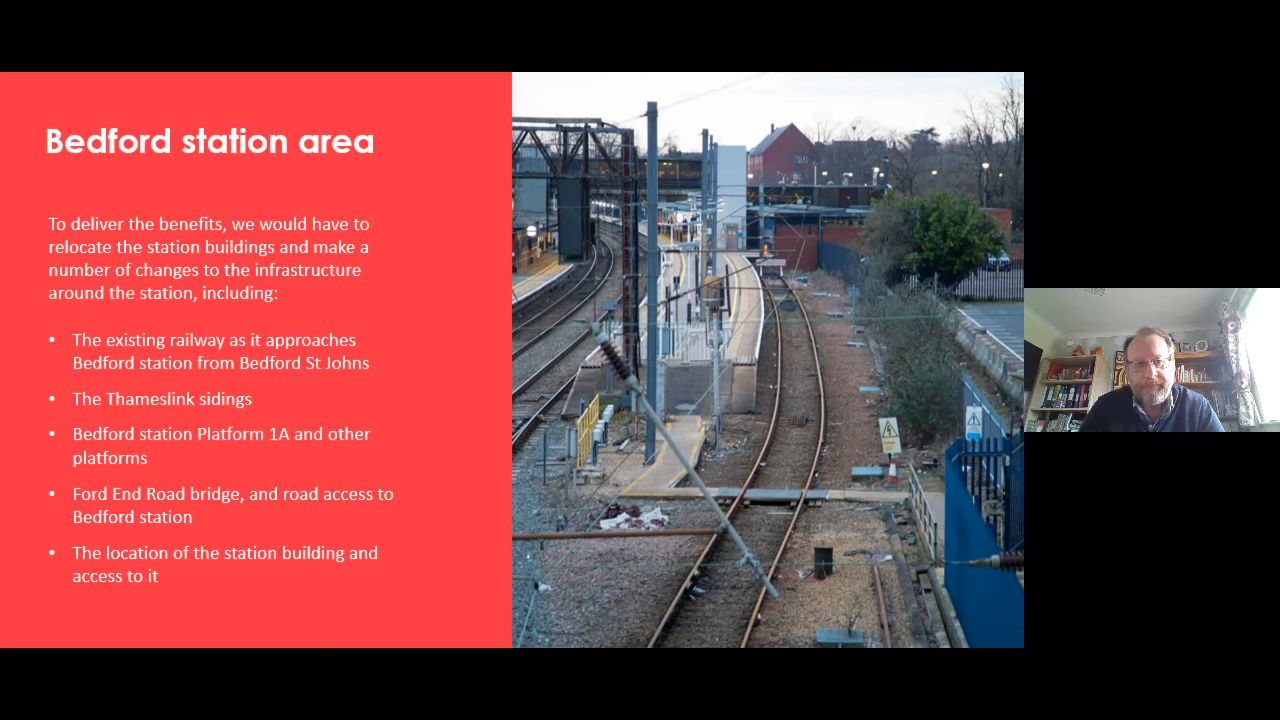 Bedford station area
To deliver the benefits, we would have to
relocate the station buildings and make a
number of changes to the infrastructure
around the station, including:
• The existing railway as it approaches
Bedford station from Bedford St Johns
• The Thameslink sidings
• Bedford station Platform 1A and other
platforms
• Ford End Road bridge, and road access to
Bedford station
• The location of the station building and
access to it